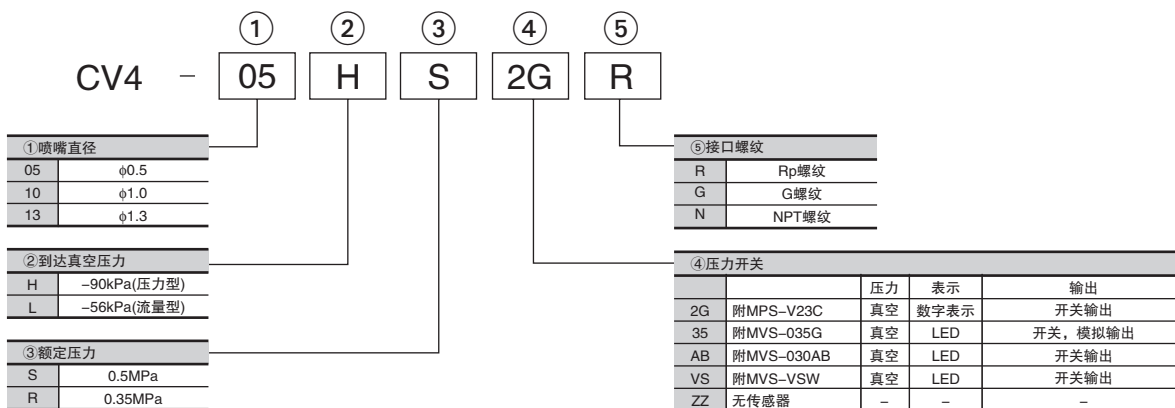 ① ② ③ ④ ⑤
CV4 – 05 H S 2G R
①喷嘴直径
05 φ0.5
10 φ1.0
13 φ1.3
②到达真空压力
H –90kPa(压力型)
L –56kPa(流量型)
③额定压力
S 0.5MPa
R 0.35MPa
⑤接口螺纹
R Rp螺纹
G G螺纹
N NPT螺纹
④压力开关
压力 表示 输出
2G 附MPS–V23C 真空 数字表示 开关输出
35 附MVS–035G 真空 LED 开关，模拟输出
AB 附MVS–030AB 真空 LED 开关输出
VS 附MVS–VSW 真空 LED 开关输出
ZZ 无传感器 – – –